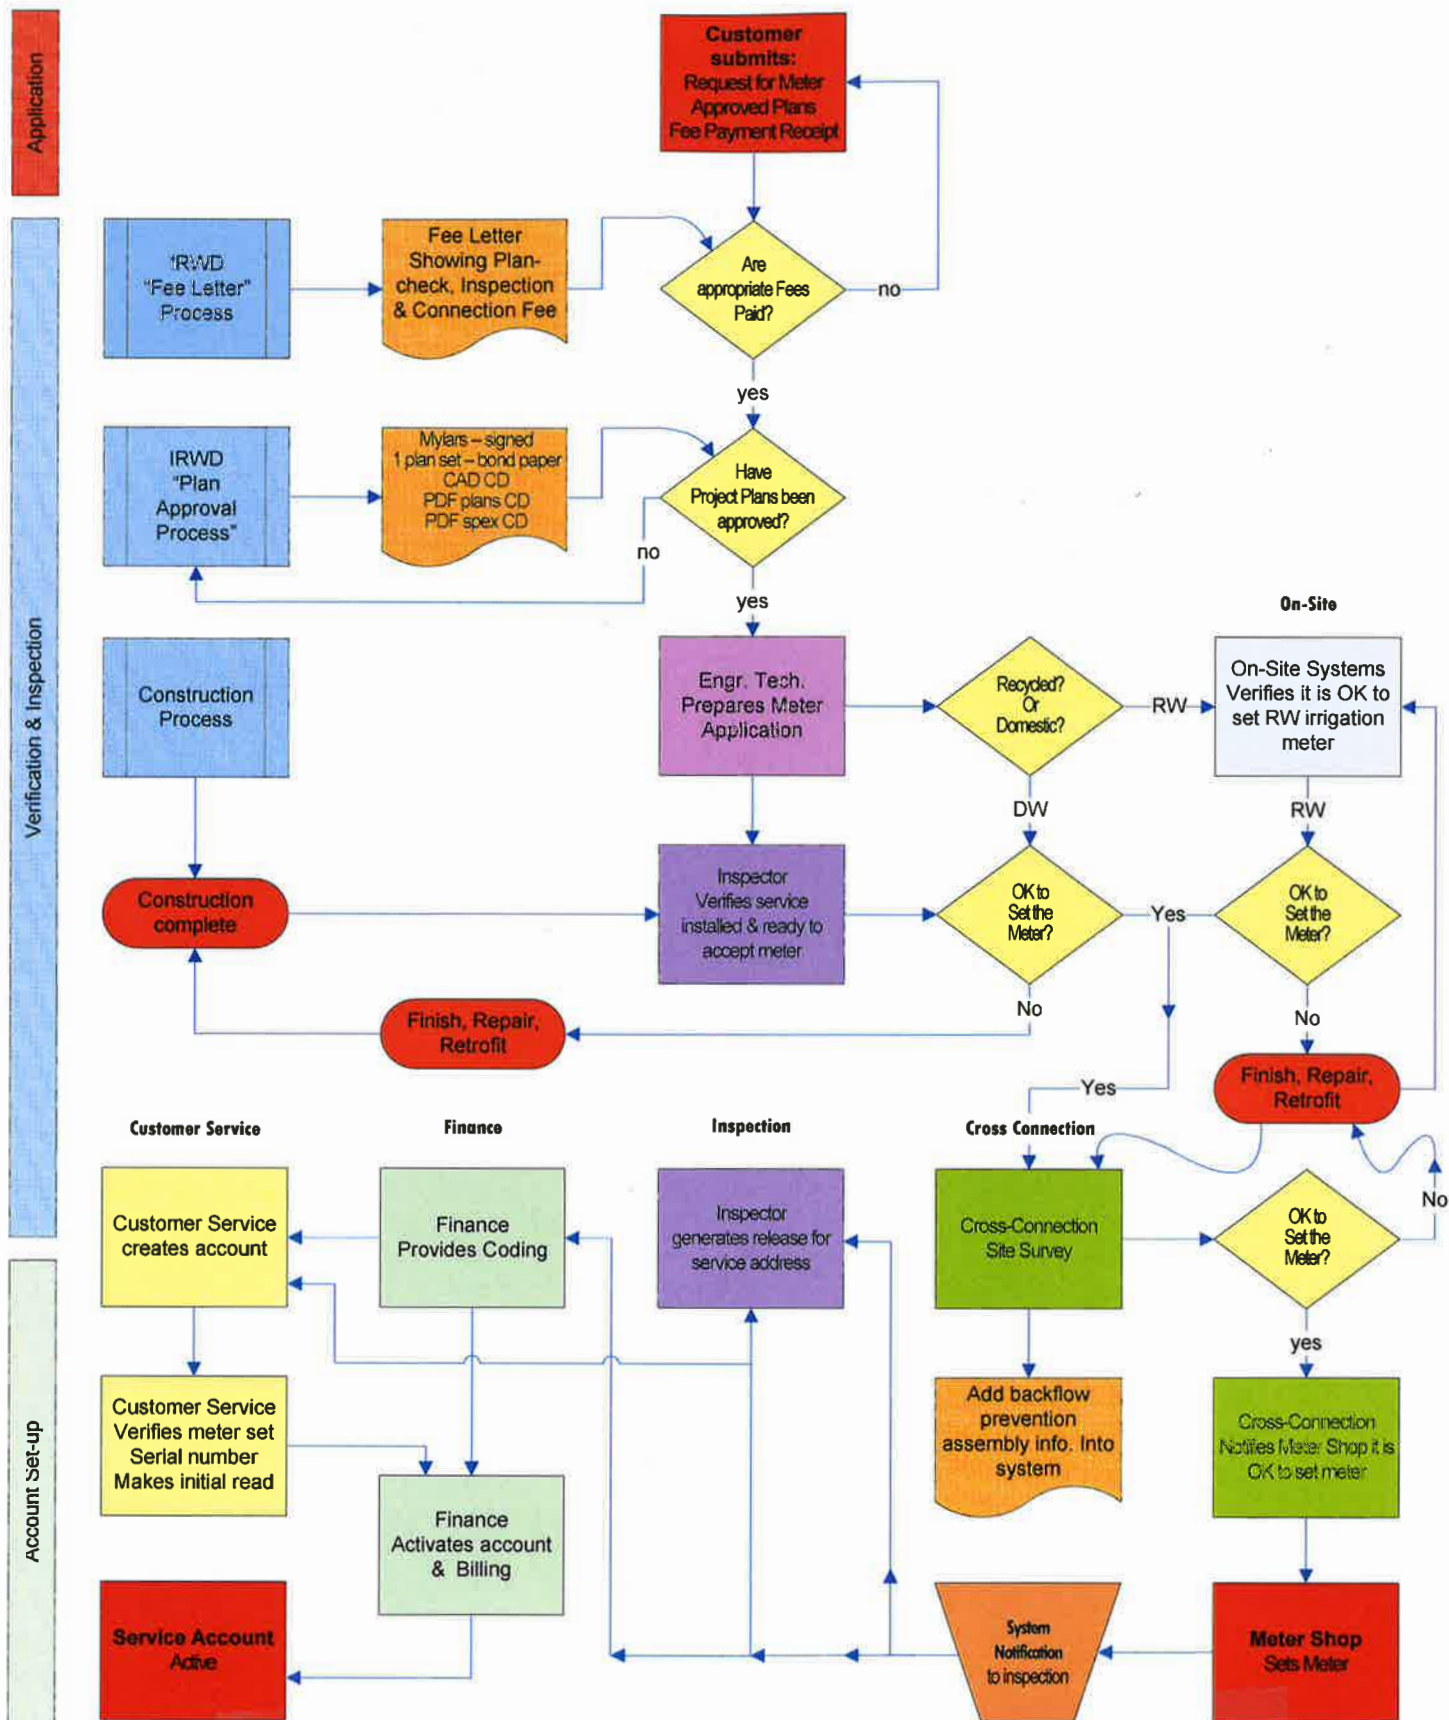 Application
Customer
submits:
Request for Meter
Approved Plans
Fee Payment Receipt
Verification & Inspection
IRWD
"Fee Letter"
Process
Fee Letter
Showing Plan-
check, Inspection
& Connection Fee
Are
appropriate Fees
Paid?
no
yes
IRWD
"Plan
Approval
Process"
Mylars – signed
1 plan set – bond paper
CAD CD
PDF plans CD
PDF spex CD
Have
Project Plans been
approved?
no
yes
On-Site
Construction
Process
Engr. Tech.
Prepares Meter
Application
Recycled?
Or
Domestic?
RW
On-Site Systems
Verifies it is OK to
set RW irrigation
meter
DW
RW
Construction
complete
Inspector
Verifies service
installed & ready to
accept meter
OK to
Set the
Meter?
Yes
OK to
Set the
Meter?
No
No
Finish, Repair,
Retrofit
Yes
Finish, Repair,
Retrofit
Customer Service
Finance
Inspection
Cross Connection
Customer Service
creates account
Finance
Provides Coding
Inspector
generates release for
service address
Cross-Connection
Site Survey
OK to
Set the
Meter?
No
yes
Account Set-up
Customer Service
Verifies meter set
Serial number
Makes initial read
Add backflow
prevention
assembly info. Into
system
Cross-Connection
Notifies Meter Shop it is
OK to set meter
Finance
Activates account
& Billing
Service Account
Active
System
Notification
to inspection
Meter Shop
Sets Meter